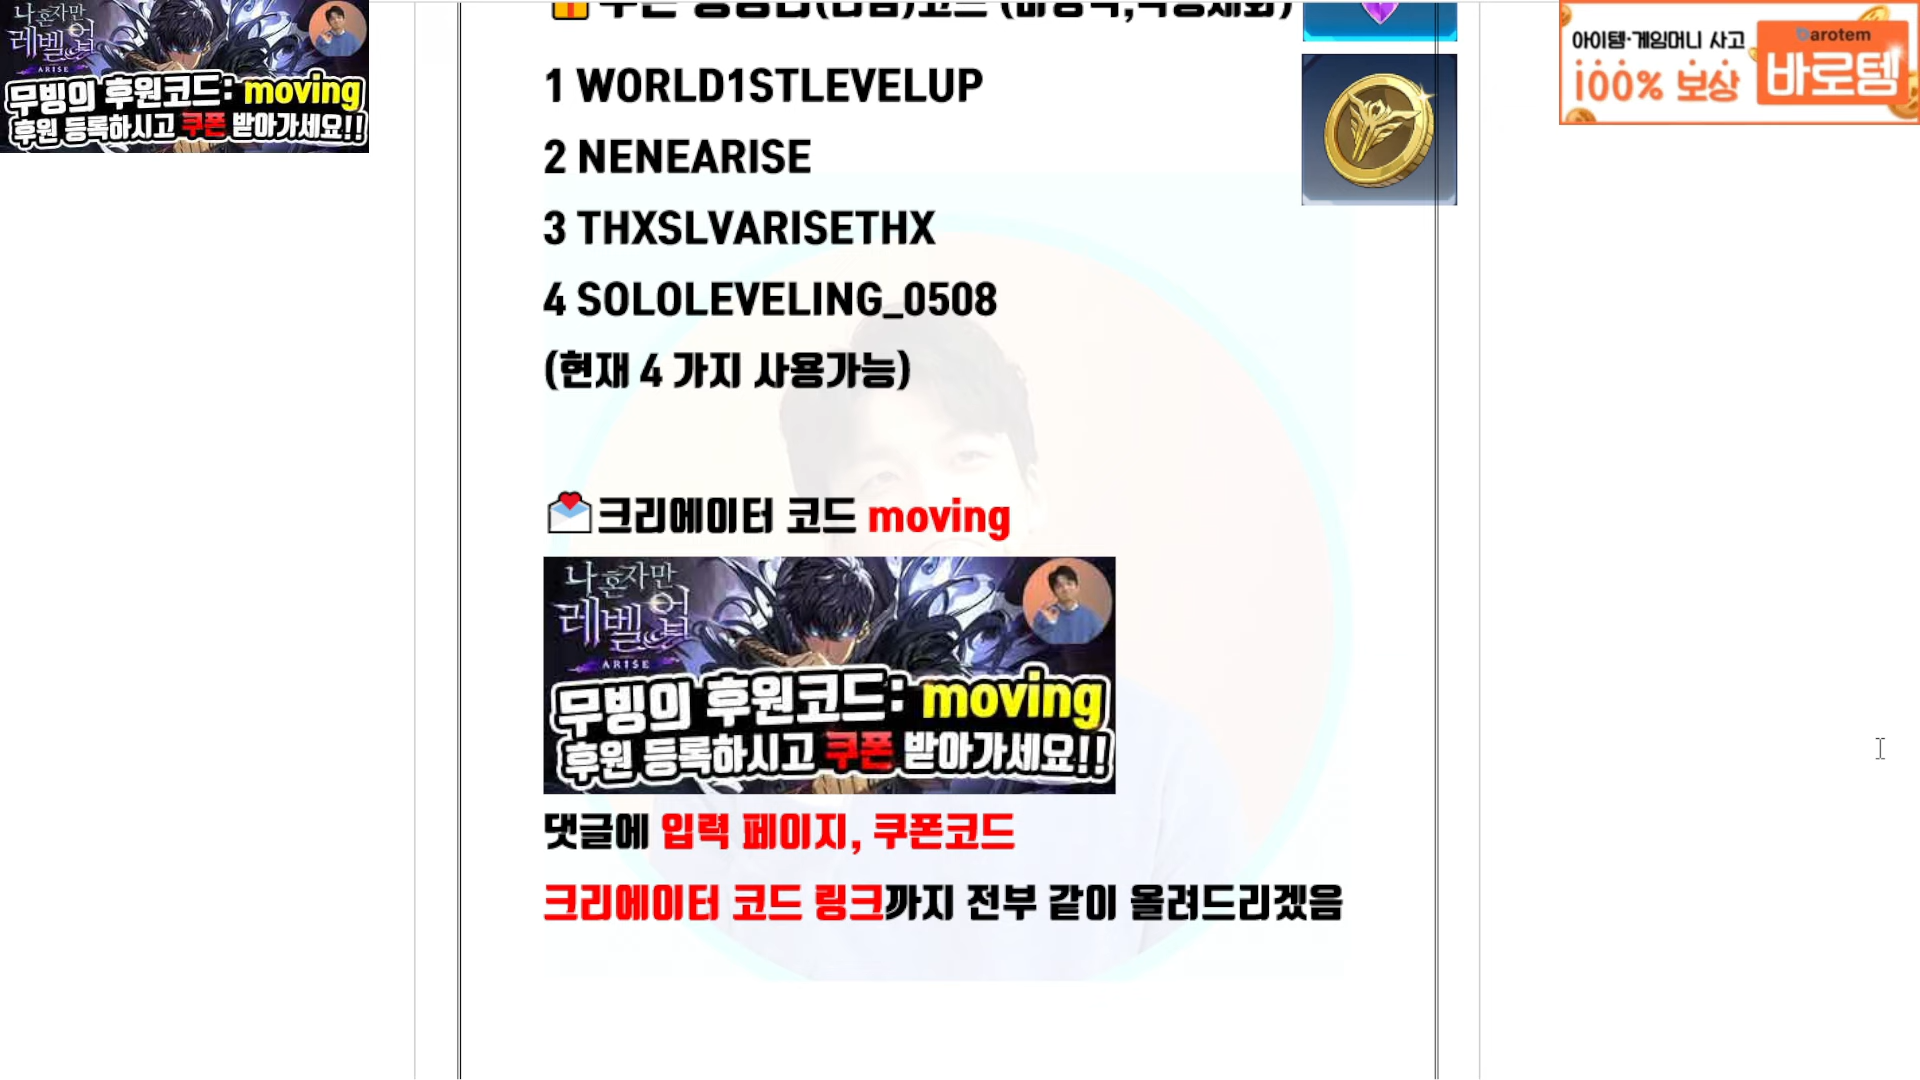 나 혼자만
레벨업
ARISE
무빙의 후원코드: moving
후원 등록하시고 쿠폰 받아가세요!!
아이템·게임머니 사고
100% 보상
Barotem
바로템
1 WORLD1STLEVELUP
2 NENEARISE
3 THXSLVARISETHX
4 SOLOLEVELING_0508
(현재 4 가지 사용가능)
크리에이터 코드 moving
나 혼자만
레벨업
ARISE
무빙의 후원코드: moving
후원 등록하시고 쿠폰 받아가세요!!
댓글에 입력 페이지, 쿠폰코드
크리에이터 코드 링크까지 전부 같이 올려드리겠음